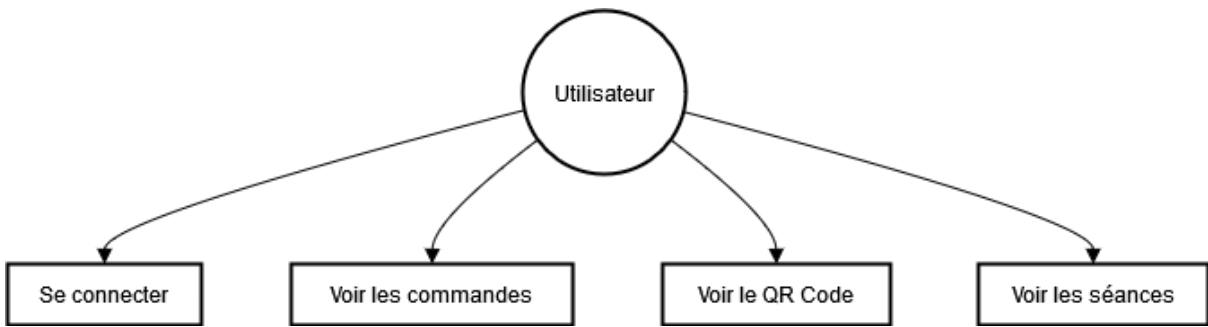 Utilisateur
Se connecter
Voir les commandes
Voir le QR Code
Voir les séances